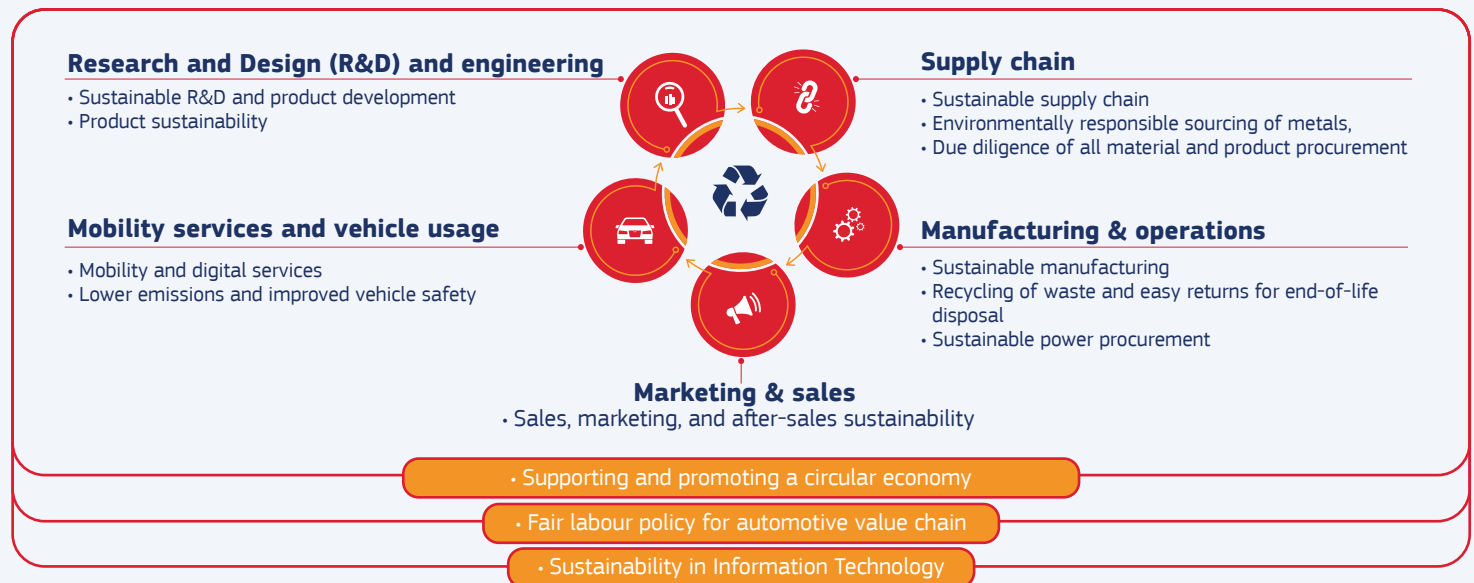 Research and Design (R&D) and engineering
• Sustainable R&D and product development
• Product sustainability
Supply chain
• Sustainable supply chain
• Environmentally responsible sourcing of metals,
• Due diligence of all material and product procurement
Mobility services and vehicle usage
• Mobility and digital services
• Lower emissions and improved vehicle safety
Manufacturing & operations
• Sustainable manufacturing
• Recycling of waste and easy returns for end-of-life
disposal
• Sustainable power procurement
Marketing & sales
• Sales, marketing, and after-sales sustainability
• Supporting and promoting a circular economy
• Fair labour policy for automotive value chain
• Sustainability in Information Technology